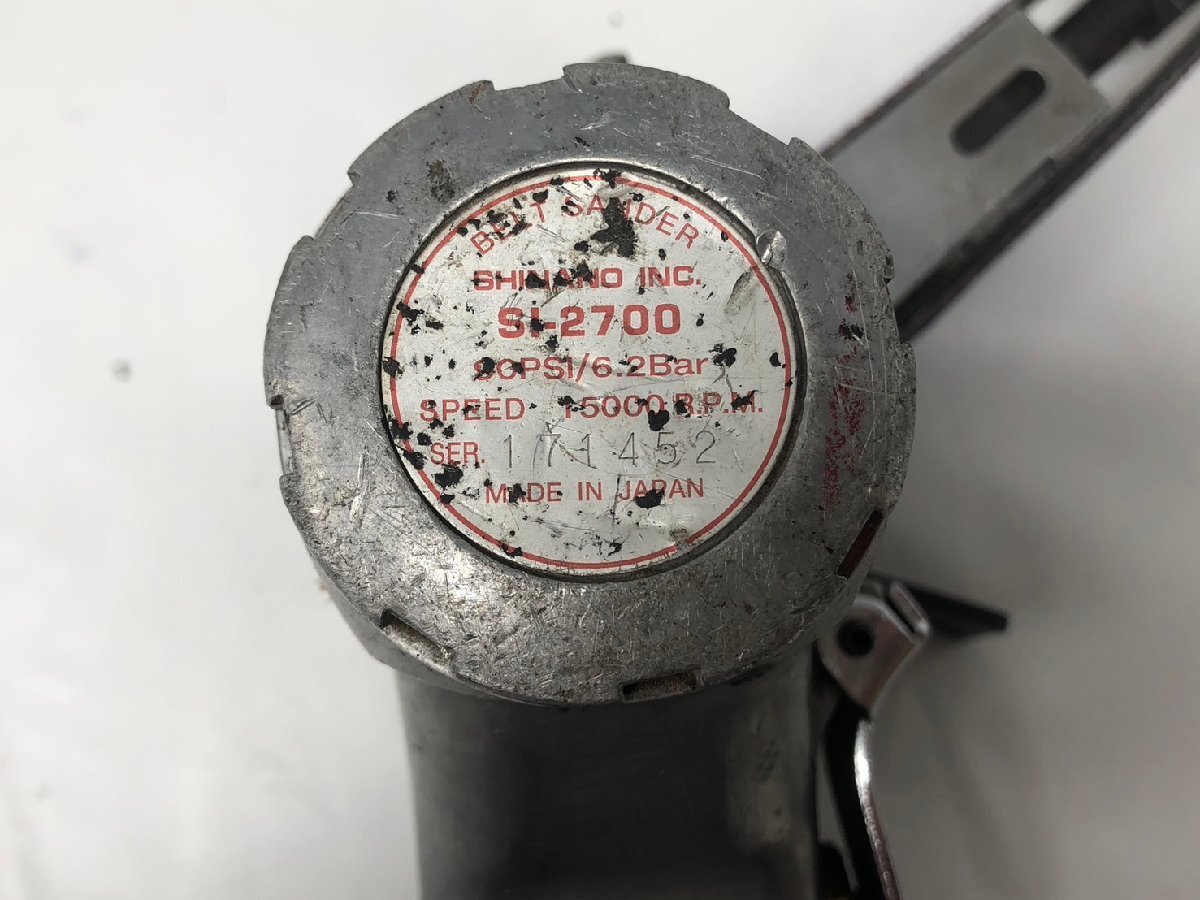 BELT SANDER
SHINANO INC.
SI-2700
90PSI/6.2Bar
SPEED 15000 R.P.M.
SER. 171452
MADE IN JAPAN